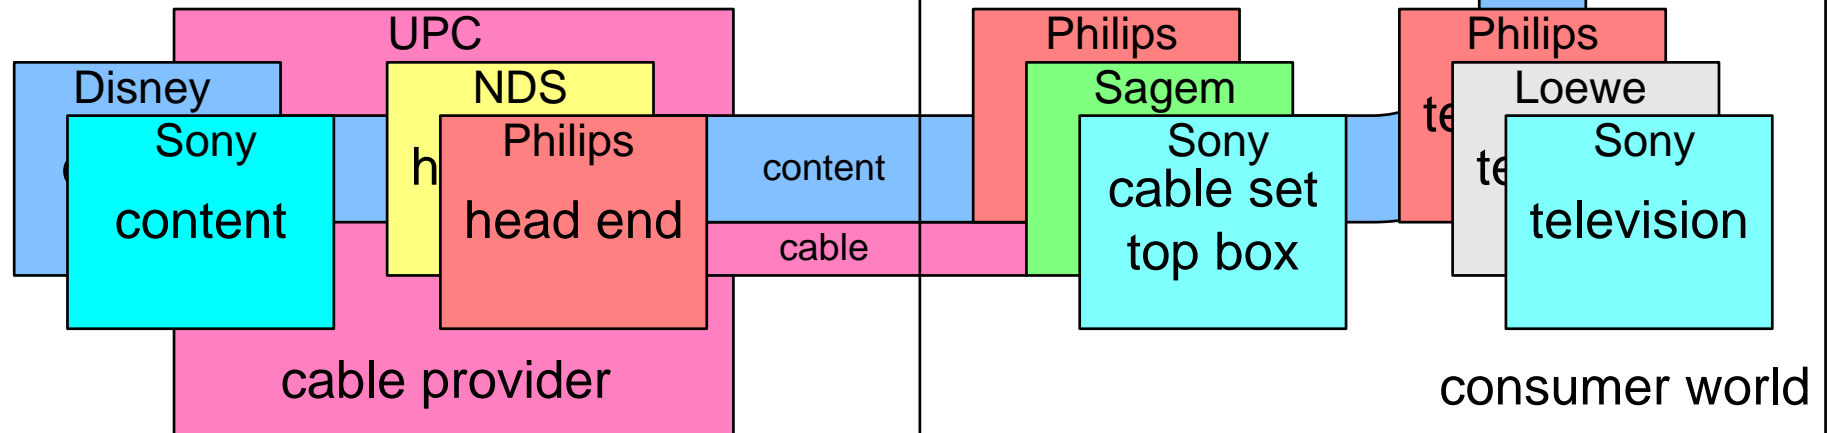 UPC
Disney
NDS
Sony
content
Philips
head end
cable provider
content
cable
Philips
Sagem
Sony
cable set
top box
Philips
Loewe
Sony
television
consumer world